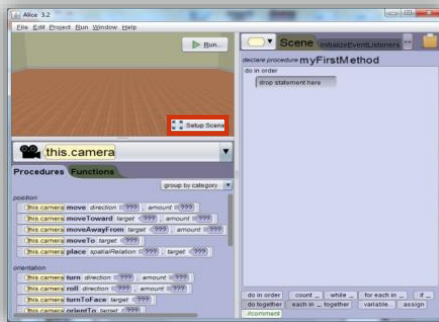 Alice 3.2
File Edit Project Run Window Help
Run...
Setup Scene
this.camera
Procedures Functions
group by category
position
this.camera move direction ??? , amount ???
this.camera moveToward target ??? , amount ???
this.camera moveAwayFrom target ??? , amount ???
this.camera moveTo target ???
this.camera place spatialRelation ??? , target ???
orientation
this.camera turn direction ??? , amount ???
this.camera roll direction ??? , amount ???
this.camera turnToFace target ???
this.camera orientTo target ???
Scene initializeEventListeners
declare procedure myFirstMethod
do in order
drop statement here
do in order count _ while _ for each in _ if _
do together each in _ together variable... assign
//comment